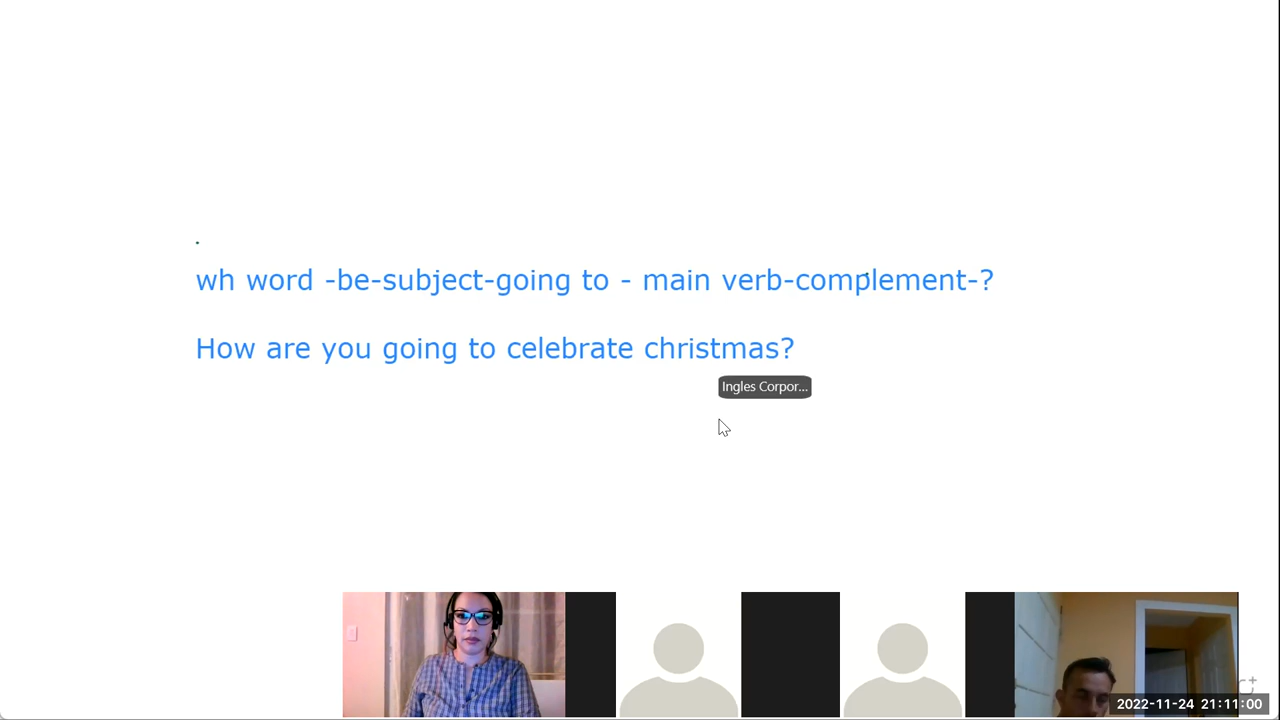 wh word -be-subject-going to - main verb-complement-?
How are you going to celebrate christmas?
Ingles Corpor...
2022-11-24 21:11:00